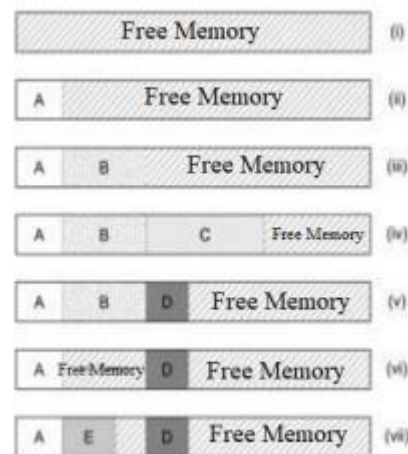 Free Memory (i)
A Free Memory (ii)
A B Free Memory (iii)
A B C Free Memory (iv)
A B D Free Memory (v)
A Free Memory D Free Memory (vi)
A E D Free Memory (vii)